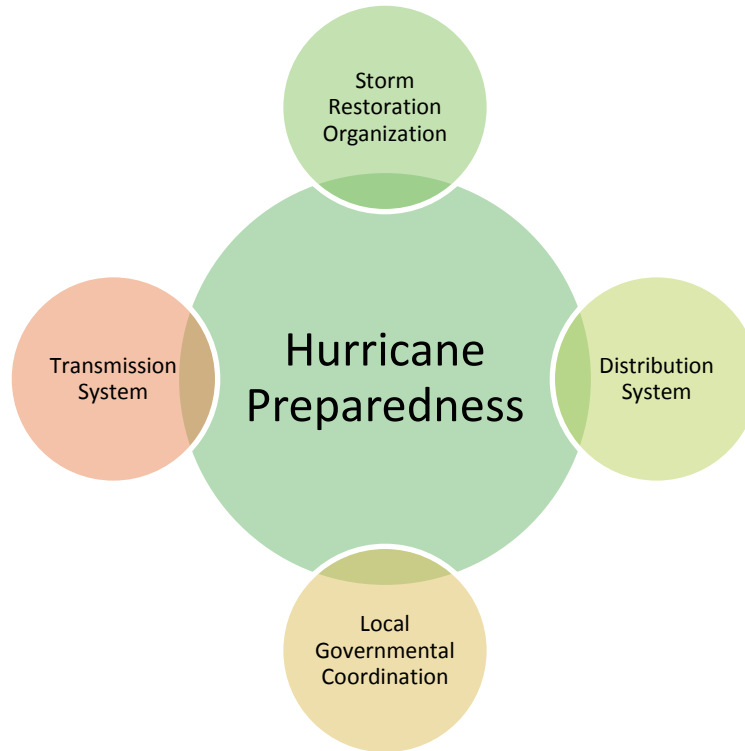 Storm
Restoration
Organization
Transmission
System
Hurricane
Preparedness
Distribution
System
Local
Governmental
Coordination